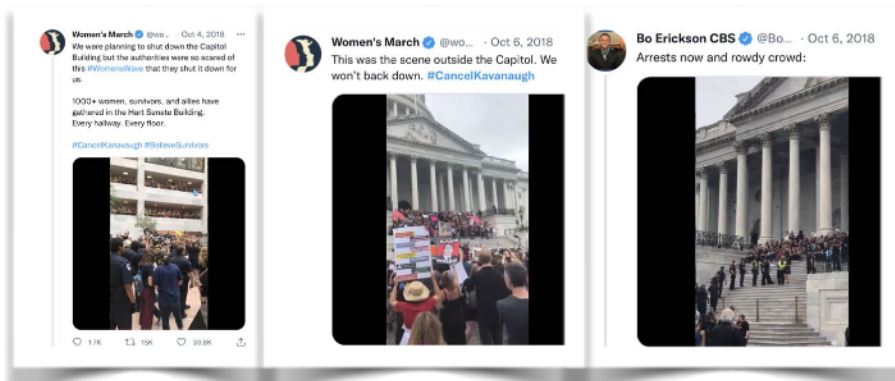 Women's March @wo... · Oct 4, 2018 ...
We were planning to shut down the Capitol
Building but the authorities were so scared of
this #WomensWave that they shut it down for
us.
1000+ women, survivors, and allies have
gathered in the Hart Senate Building.
Every hallway. Every floor.
#CancelKanavaugh #BelieveSurvivors
1.7K 15K 33.8K
Women's March @wo... · Oct 6, 2018
This was the scene outside the Capitol. We
won't back down. #CancelKavanaugh
Bo Erickson CBS @Bo... · Oct 6, 2018
Arrests now and rowdy crowd: